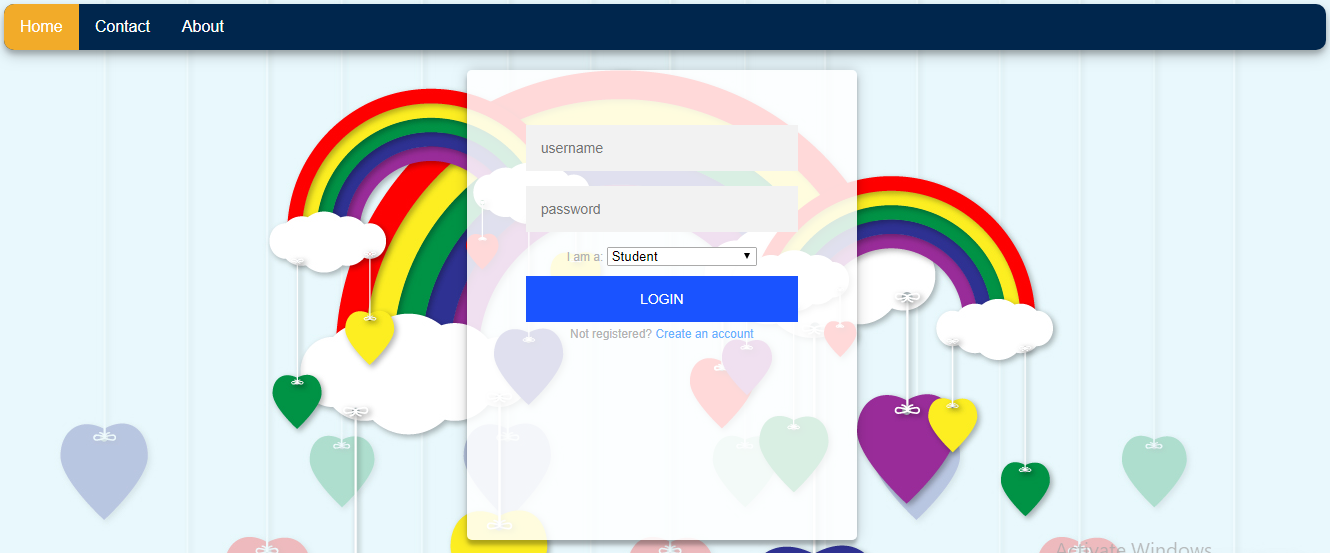 Home Contact About
username
password
I am a: Student
LOGIN
Not registered? Create an account
Activate Windows